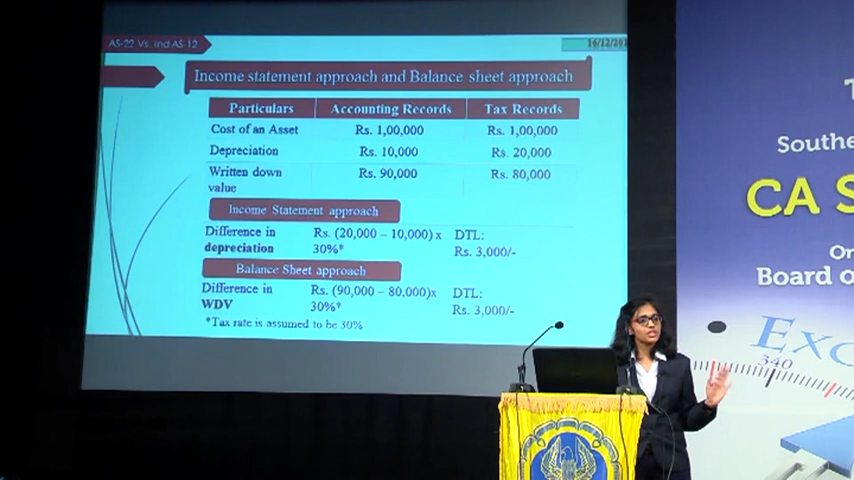 AS-22 Vs. Ind AS-12
Income statement approach and Balance sheet approach
Particulars Accounting Records Tax Records
Cost of an Asset Rs. 1,00,000 Rs. 1,00,000
Depreciation Rs. 10,000 Rs. 20,000
Written down Rs. 90,000 Rs. 80,000
value
Income Statement approach
Difference in Rs. (20,000 – 10,000) x DTL:
depreciation 30%* Rs. 3,000/-
Balance Sheet approach
Difference in Rs. (90,000 – 80,000)x DTL:
WDV 30%* Rs. 3,000/-
*Tax rate is assumed to be 30%
Southe
CA S
Or
Board o
Exc
340